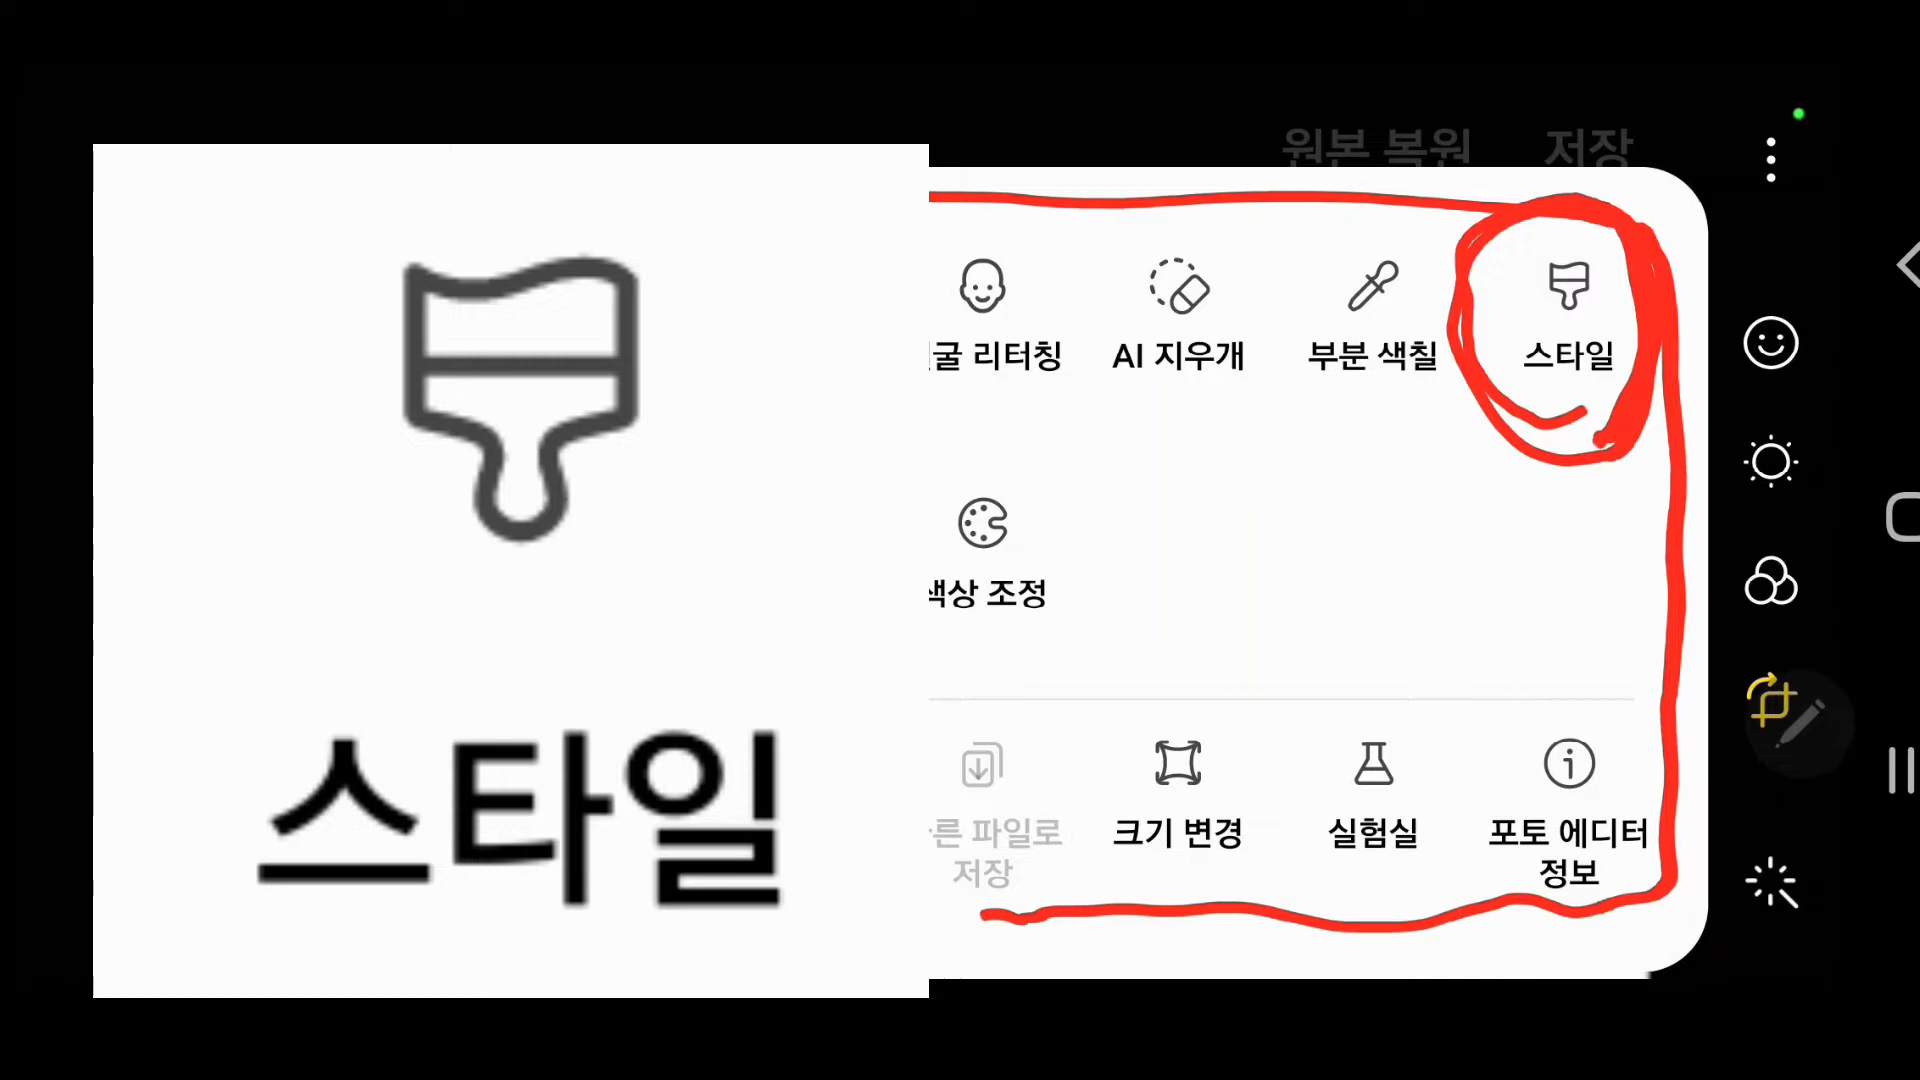 원본 복원 저장
굴 리터칭 AI 지우개 부분 색칠 스타일
색상 조정
른 파일로
저장
크기 변경 실험실 포토 에디터
정보
스타일